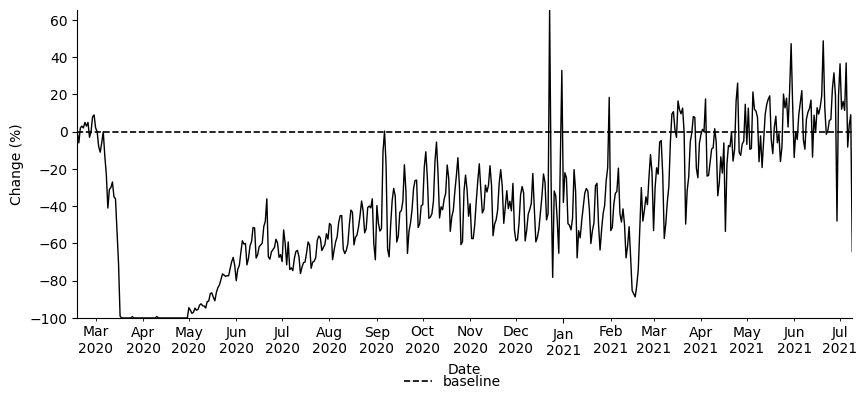 60
40
20
0
−20
−40
−60
−80
−100
Change (%)
Mar Apr May Jun Jul Aug Sep Oct Nov Dec Jan Feb Mar Apr May Jun Jul
2020 2020 2020 2020 2020 2020 2020 2020 2020 2020 2021 2021 2021 2021 2021 2021 2021
Date
baseline